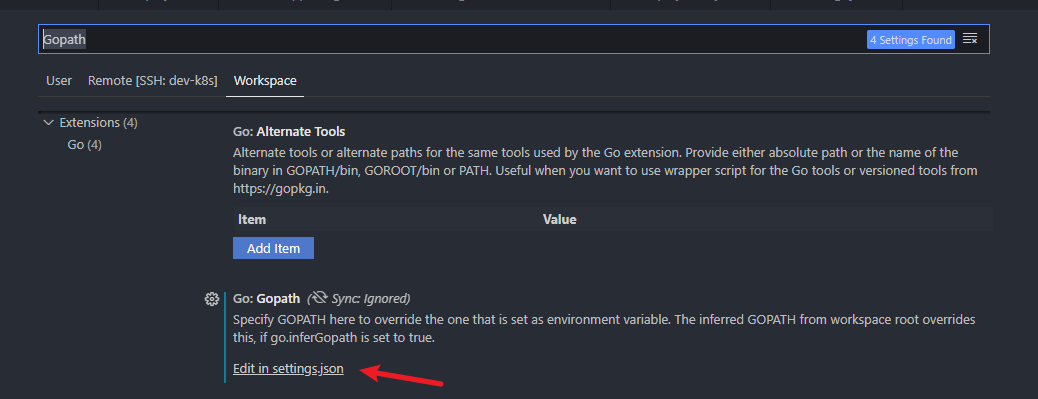 Gopath
4 Settings Found
User Remote [SSH: dev-k8s] Workspace
Extensions (4)
Go (4)
Go: Alternate Tools
Alternate tools or alternate paths for the same tools used by the Go extension. Provide either absolute path or the name of the
binary in GOPATH/bin, GOROOT/bin or PATH. Useful when you want to use wrapper script for the Go tools or versioned tools from
https://gopkg.in.
Item Value
Add Item
Go: Gopath ( Sync: Ignored)
Specify GOPATH here to override the one that is set as environment variable. The inferred GOPATH from workspace root overrides
this, if go.inferGopath is set to true.
Edit in settings.json